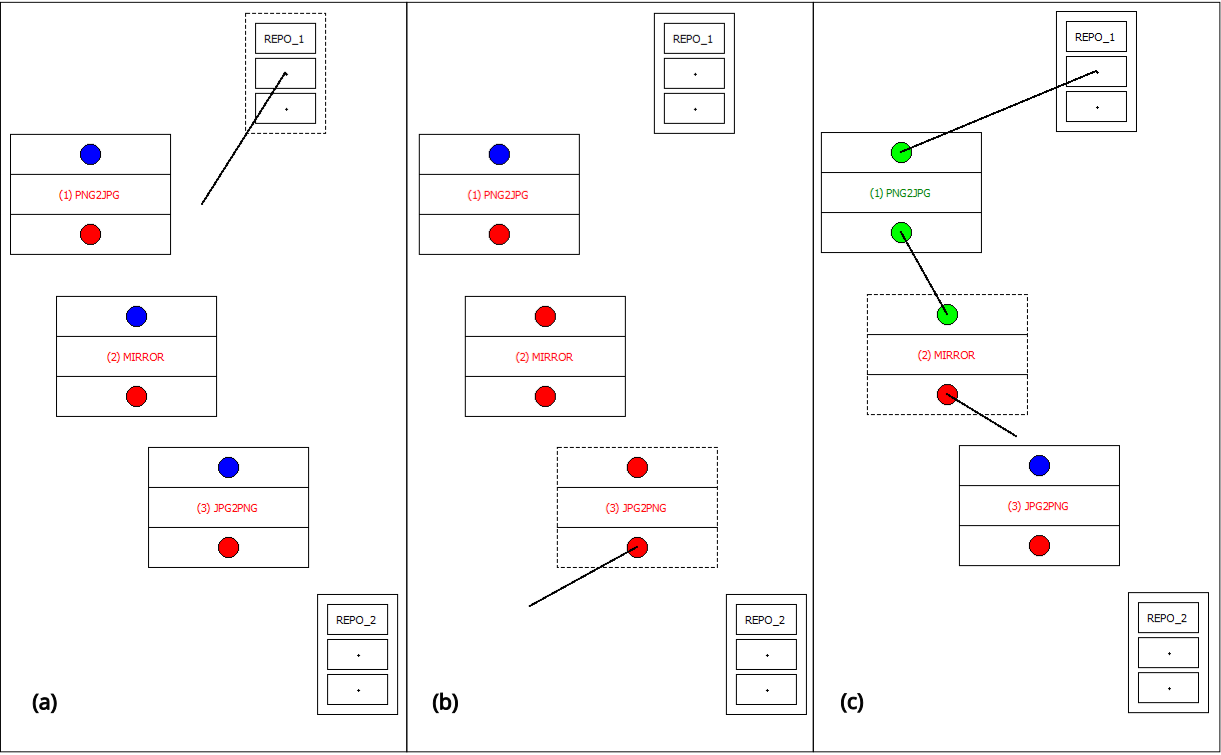 REPO_1
(1) PNG2JPG
(2) MIRROR
(3) JPG2PNG
REPO_2
(a)
REPO_1
(1) PNG2JPG
(2) MIRROR
(3) JPG2PNG
REPO_2
(b)
REPO_1
(1) PNG2JPG
(2) MIRROR
(3) JPG2PNG
REPO_2
(c)